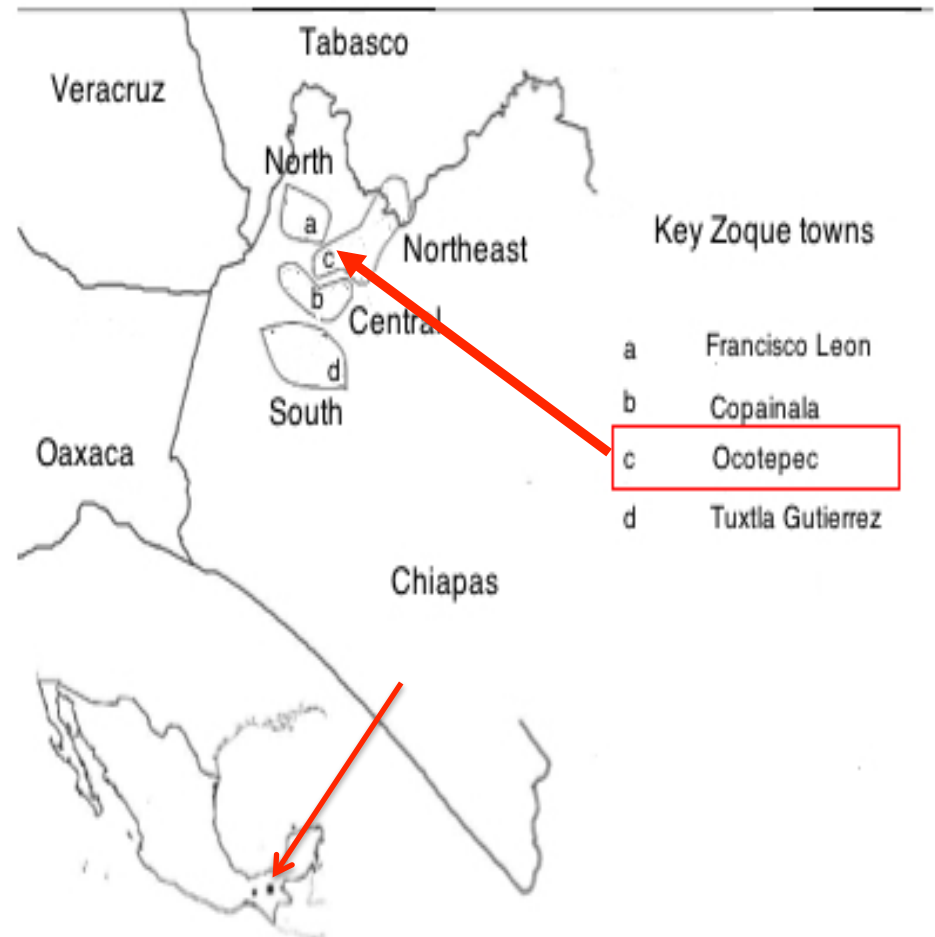 Tabasco
Veracruz
North
a
Northeast
c
b
Central
d
South
Oaxaca
Chiapas
Key Zoque towns
a Francisco Leon
b Copainala
c Ocotepec
d Tuxtla Gutierrez